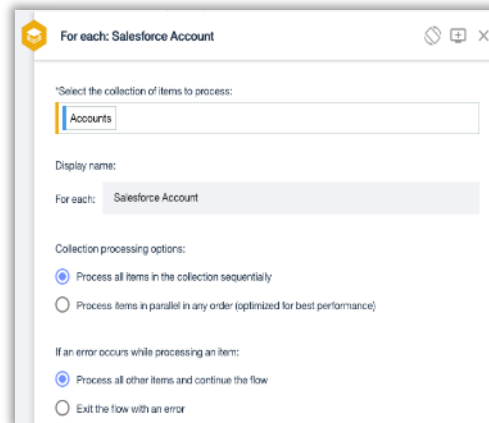 For each: Salesforce Account
*Select the collection of items to process:
Accounts
Display name:
For each: Salesforce Account
Collection processing options:
Process all items in the collection sequentially
Process items in parallel in any order (optimized for best performance)
If an error occurs while processing an item:
Process all other items and continue the flow
Exit the flow with an error